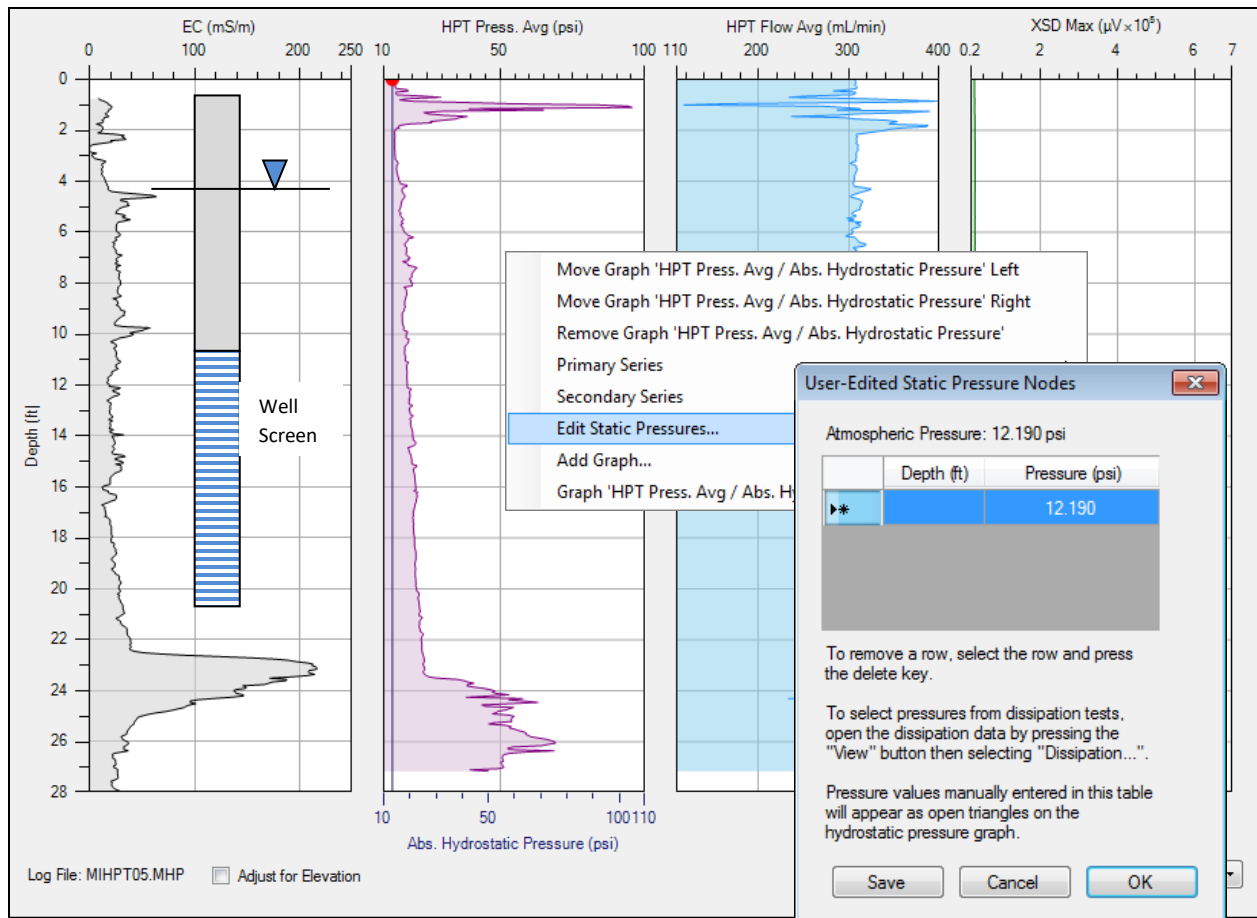 EC (mS/m)
0 100 200 250
HPT Press. Avg (psi)
10 50 100
HPT Flow Avg (mL/min)
110 200 300 400
XSD Max (µV×10⁵)
0.2 2 4 6 7
Depth [ft]
0
2
4
6
8
10
12
14
16
18
20
22
24
26
28
Well
Screen
10 50 100110
Abs. Hydrostatic Pressure (psi)
Move Graph 'HPT Press. Avg / Abs. Hydrostatic Pressure' Left
Move Graph 'HPT Press. Avg / Abs. Hydrostatic Pressure' Right
Remove Graph 'HPT Press. Avg / Abs. Hydrostatic Pressure'
Primary Series
Secondary Series
Edit Static Pressures...
Add Graph...
Graph 'HPT Press. Avg / Abs. H
User-Edited Static Pressure Nodes
Atmospheric Pressure: 12.190 psi
Depth (ft) Pressure (psi)
12.190
To remove a row, select the row and press
the delete key.
To select pressures from dissipation tests,
open the dissipation data by pressing the
"View" button then selecting "Dissipation...".
Pressure values manually entered in this table
will appear as open triangles on the
hydrostatic pressure graph.
Save Cancel OK
Log File: MIHPT05.MHP Adjust for Elevation